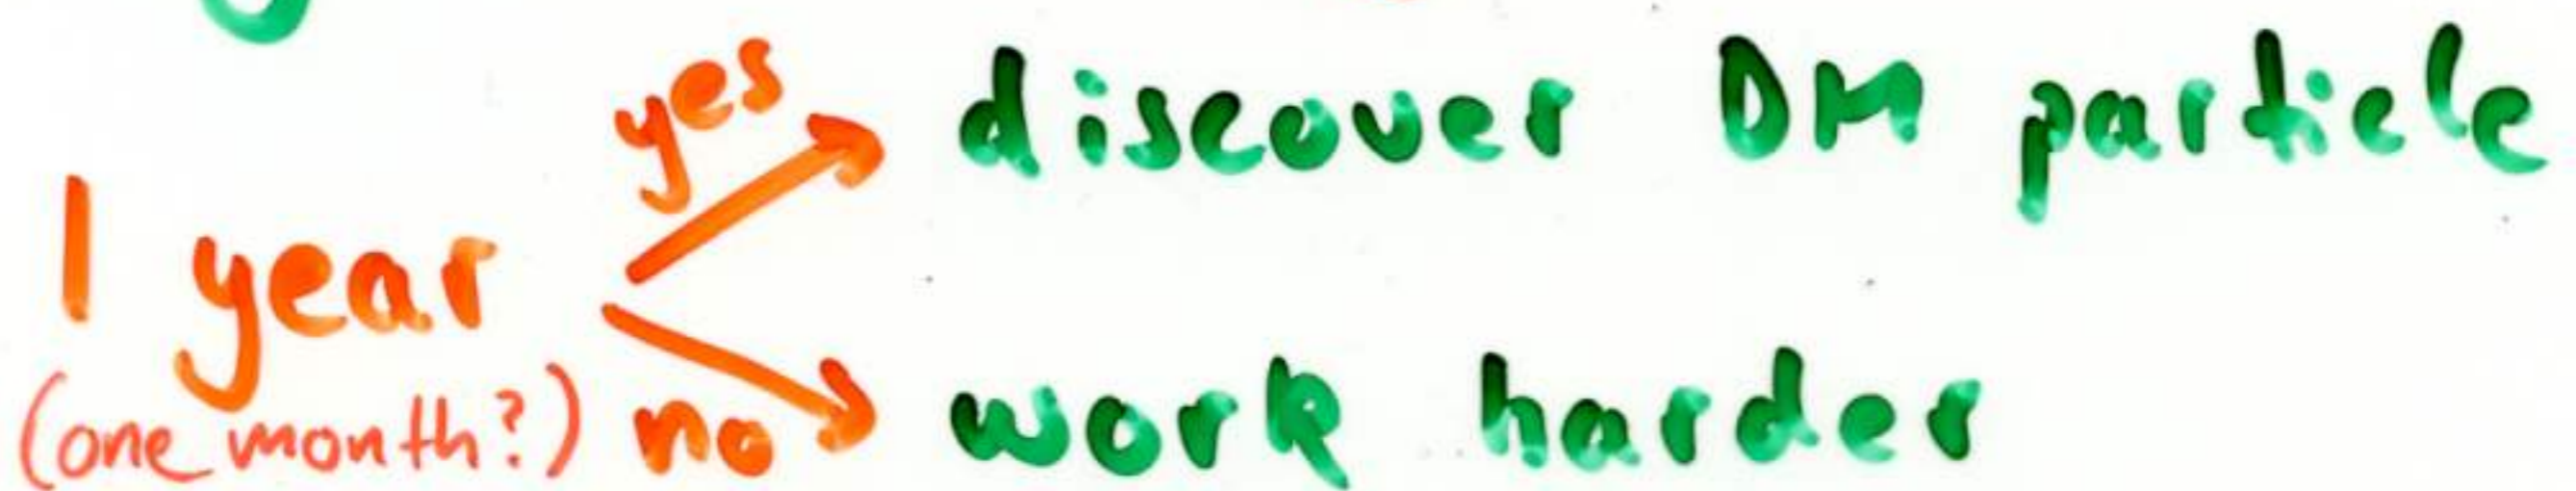 yes discover DM particle
1 year
(one month?) no work harder